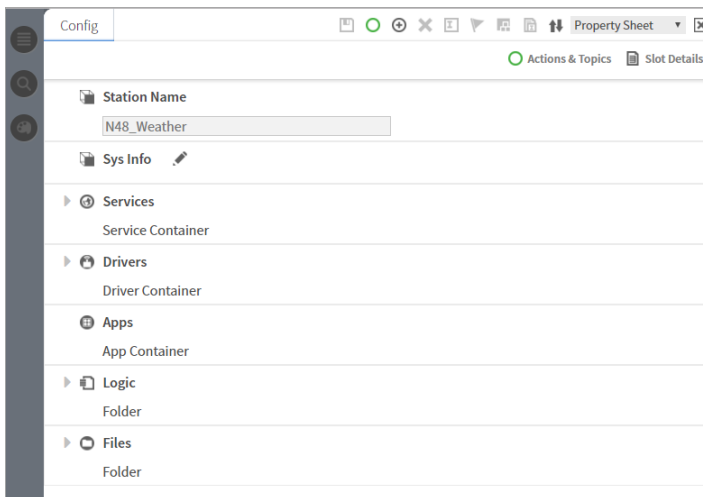 Config
Property Sheet
Actions & Topics
Slot Details
Station Name
N48_Weather
Sys Info
Services
Service Container
Drivers
Driver Container
Apps
App Container
Logic
Folder
Files
Folder